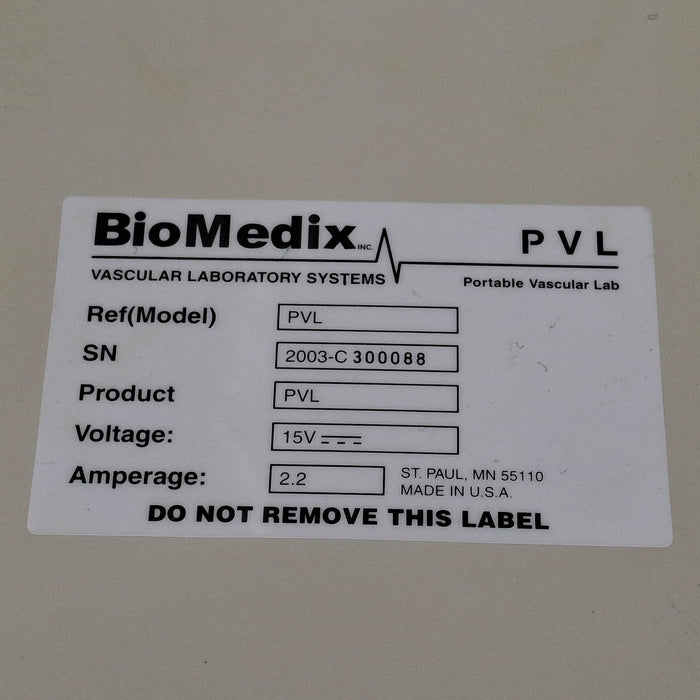 BioMedix INC. PVL
VASCULAR LABORATORY SYSTEMS Portable Vascular Lab
Ref(Model) PVL
SN 2003-C 300088
Product PVL
Voltage: 15V
Amperage: 2.2 ST. PAUL, MN 55110
MADE IN U.S.A.
DO NOT REMOVE THIS LABEL